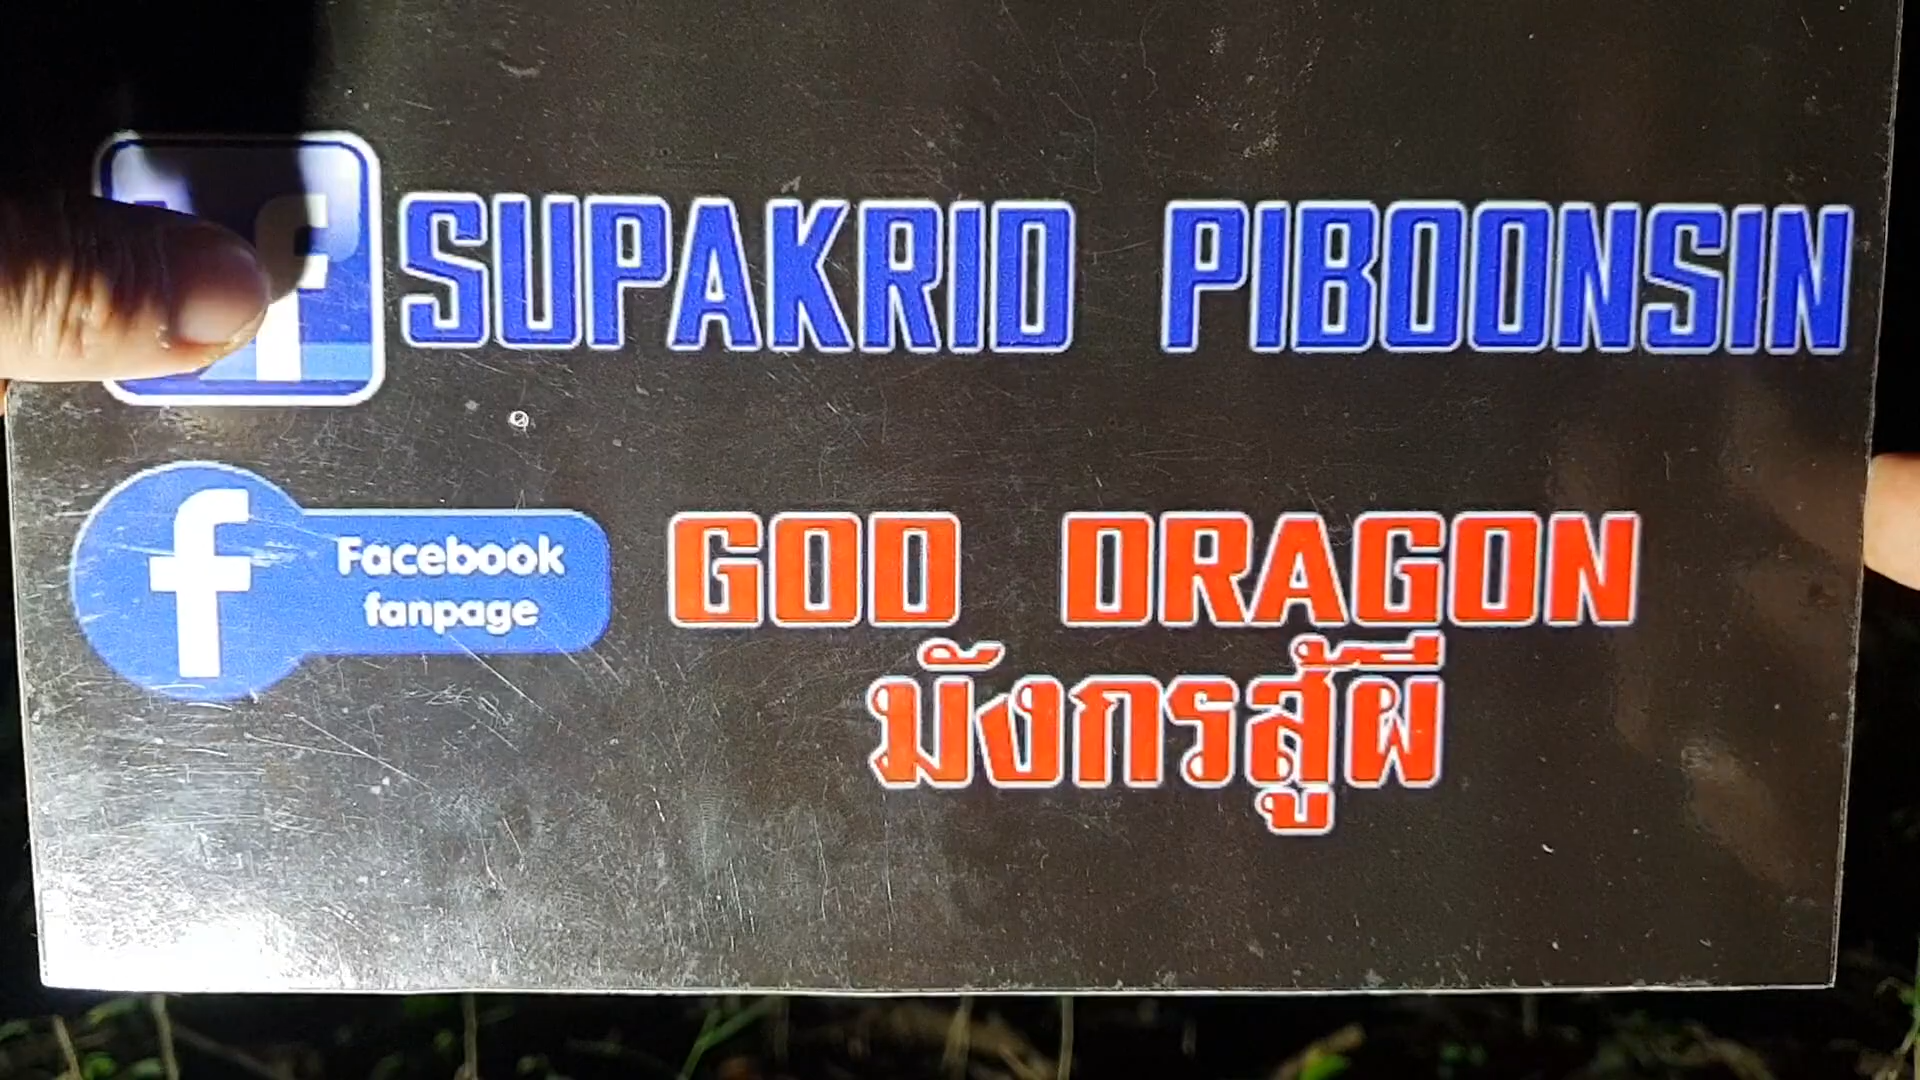 SUPAKRID PIBOONSIN
Facebook
fanpage
GOD DRAGON
มังกรสู้ผี